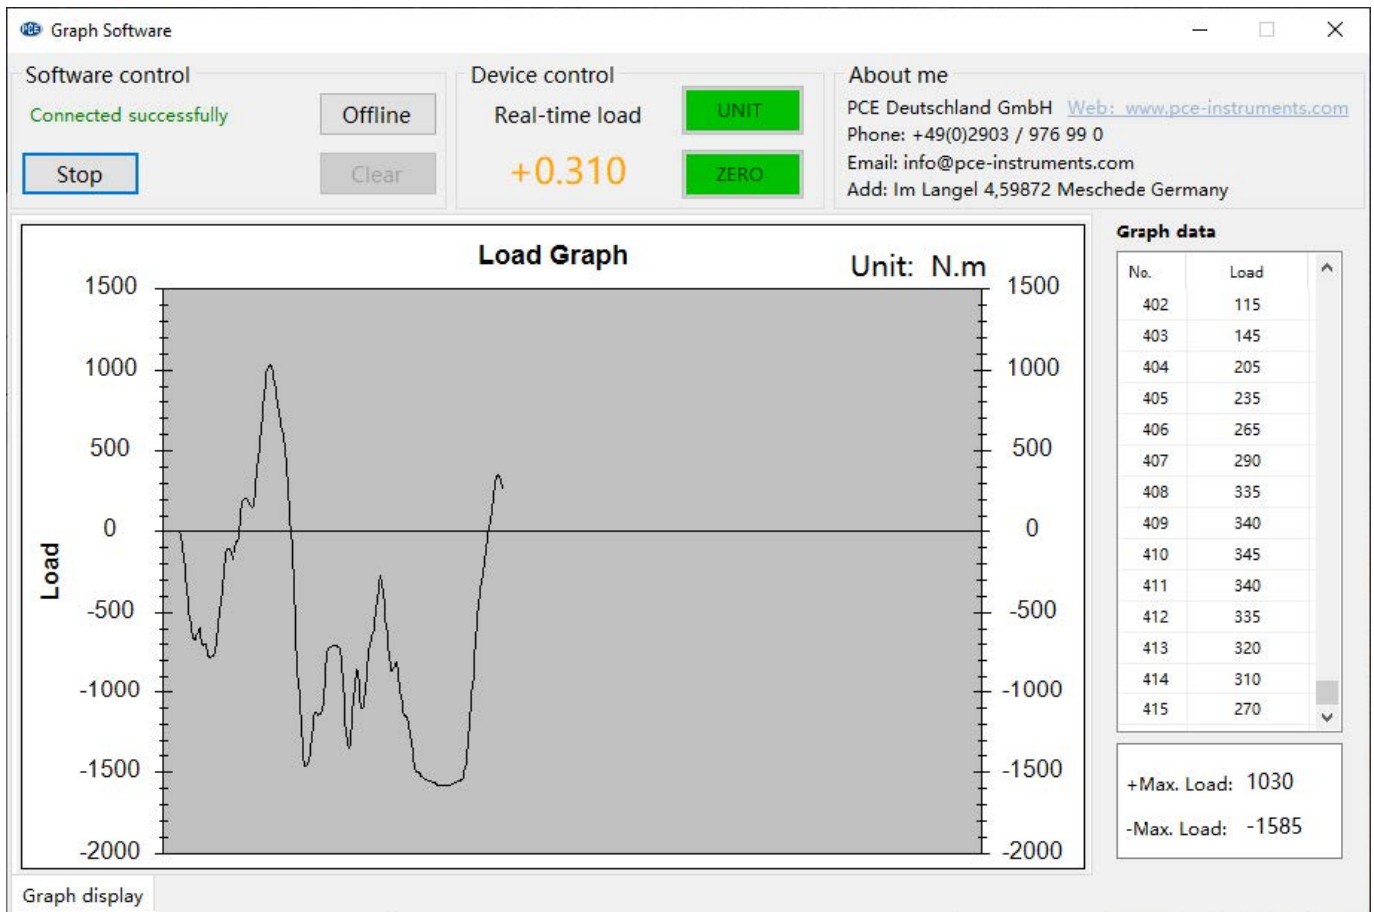 PCE Graph Software
Software control
Connected successfully
Offline
Stop
Clear
Device control
Real-time load
UNIT
+0.310
ZERO
About me
PCE Deutschland GmbH Web: www.pce-instruments.com
Phone: +49(0)2903 / 976 99 0
Email: info@pce-instruments.com
Add: Im Langel 4,59872 Meschede Germany
Load Graph
Unit: N.m
1500 1500
1000 1000
500 500
0 0
-500 -500
-1000 -1000
-1500 -1500
-2000 -2000
Load
Graph data
No. Load
402 115
403 145
404 205
405 235
406 265
407 290
408 335
409 340
410 345
411 340
412 335
413 320
414 310
415 270
+Max. Load: 1030
-Max. Load: -1585
Graph display